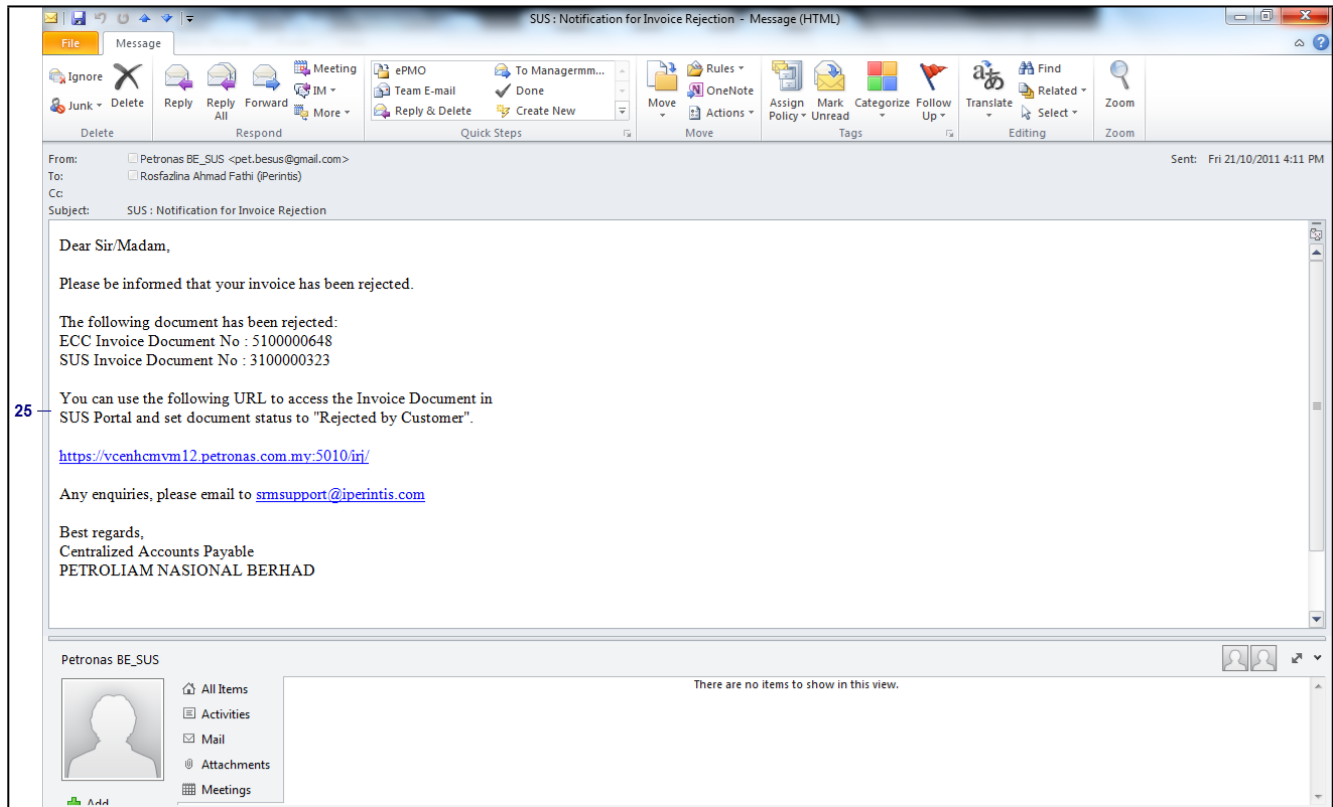 SUS : Notification for Invoice Rejection - Message (HTML)
File Message
Ignore
Junk
Delete
Reply
Reply All
Forward
Meeting
IM
More
ePMO
Team E-mail
Reply & Delete
To Managermm...
Done
Create New
Move
Rules
OneNote
Actions
Assign Policy
Mark Unread
Categorize
Follow Up
Translate
Find
Related
Select
Zoom
Delete Respond Quick Steps Move Tags Editing Zoom
From: Petronas BE_SUS <pet.besus@gmail.com> Sent: Fri 21/10/2011 4:11 PM
To: Rosfazlina Ahmad Fathi (iPerintis)
Cc:
Subject: SUS : Notification for Invoice Rejection
Dear Sir/Madam,
Please be informed that your invoice has been rejected.
The following document has been rejected:
ECC Invoice Document No : 5100000648
SUS Invoice Document No : 3100000323
You can use the following URL to access the Invoice Document in
25
SUS Portal and set document status to "Rejected by Customer".
https://vcenhcmvm12.petronas.com.my:5010/irj/
Any enquiries, please email to srmsupport@iperintis.com
Best regards,
Centralized Accounts Payable
PETROLIAM NASIONAL BERHAD
Petronas BE_SUS
All Items
There are no items to show in this view.
Activities
Mail
Attachments
Meetings
Add